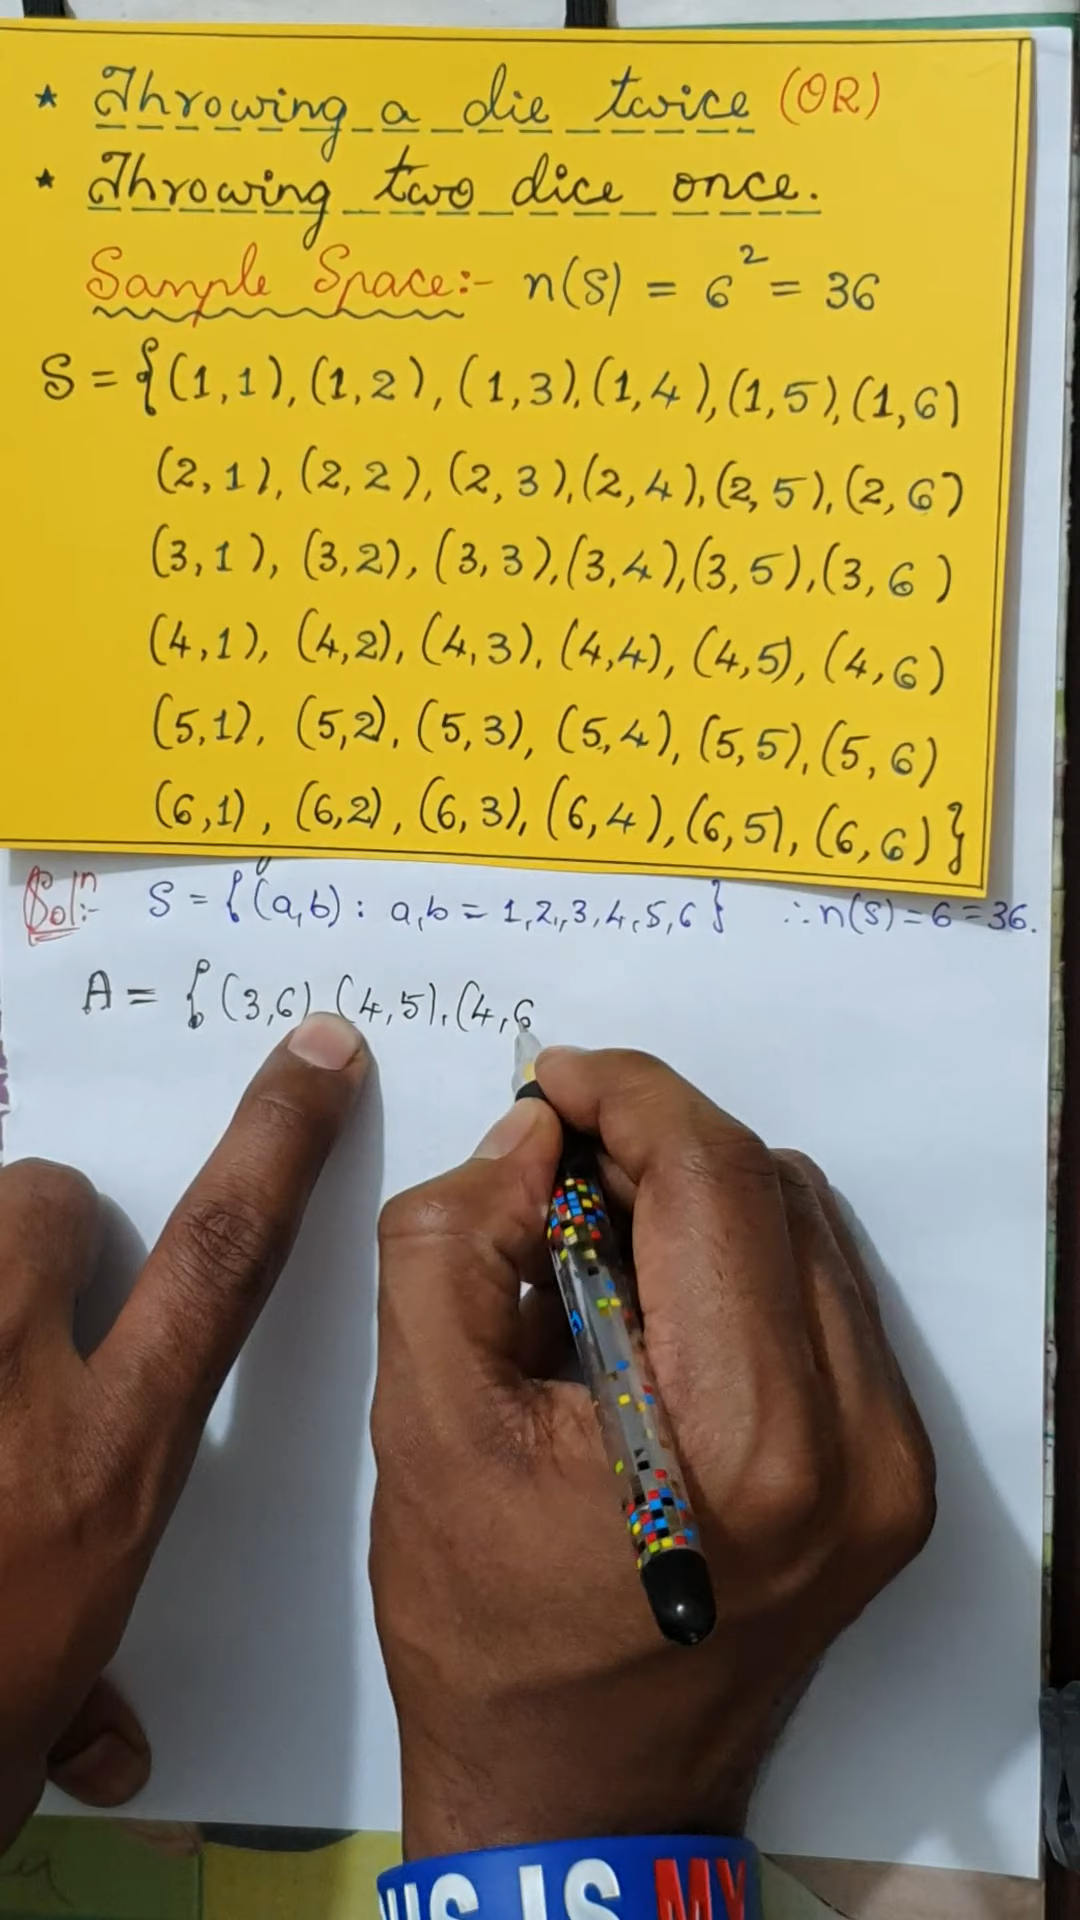 ★ Throwing a die twice (OR)
★ Throwing two dice once.
Sample Space:- n(S) = 6² = 36
S = {(1,1), (1,2), (1,3), (1,4), (1,5), (1,6)
(2,1), (2,2), (2,3), (2,4), (2,5), (2,6)
(3,1), (3,2), (3,3), (3,4), (3,5), (3,6)
(4,1), (4,2), (4,3), (4,4), (4,5), (4,6)
(5,1), (5,2), (5,3), (5,4), (5,5), (5,6)
(6,1), (6,2), (6,3), (6,4), (6,5), (6,6)}
Solⁿ:- S = {(a,b) : a,b = 1,2,3,4,5,6} ∴ n(S) = 6 = 36.
A = {(3,6) (4,5), (4,6
IS MY